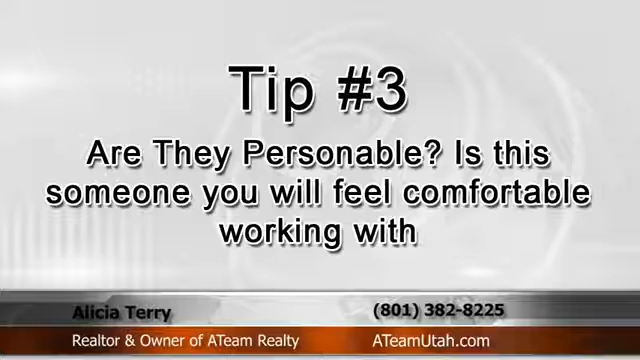 Tip #3
Are They Personable? Is this
someone you will feel comfortable
working with
Alicia Terry
(801) 382-8225
Realtor & Owner of ATeam Realty
ATeamUtah.com